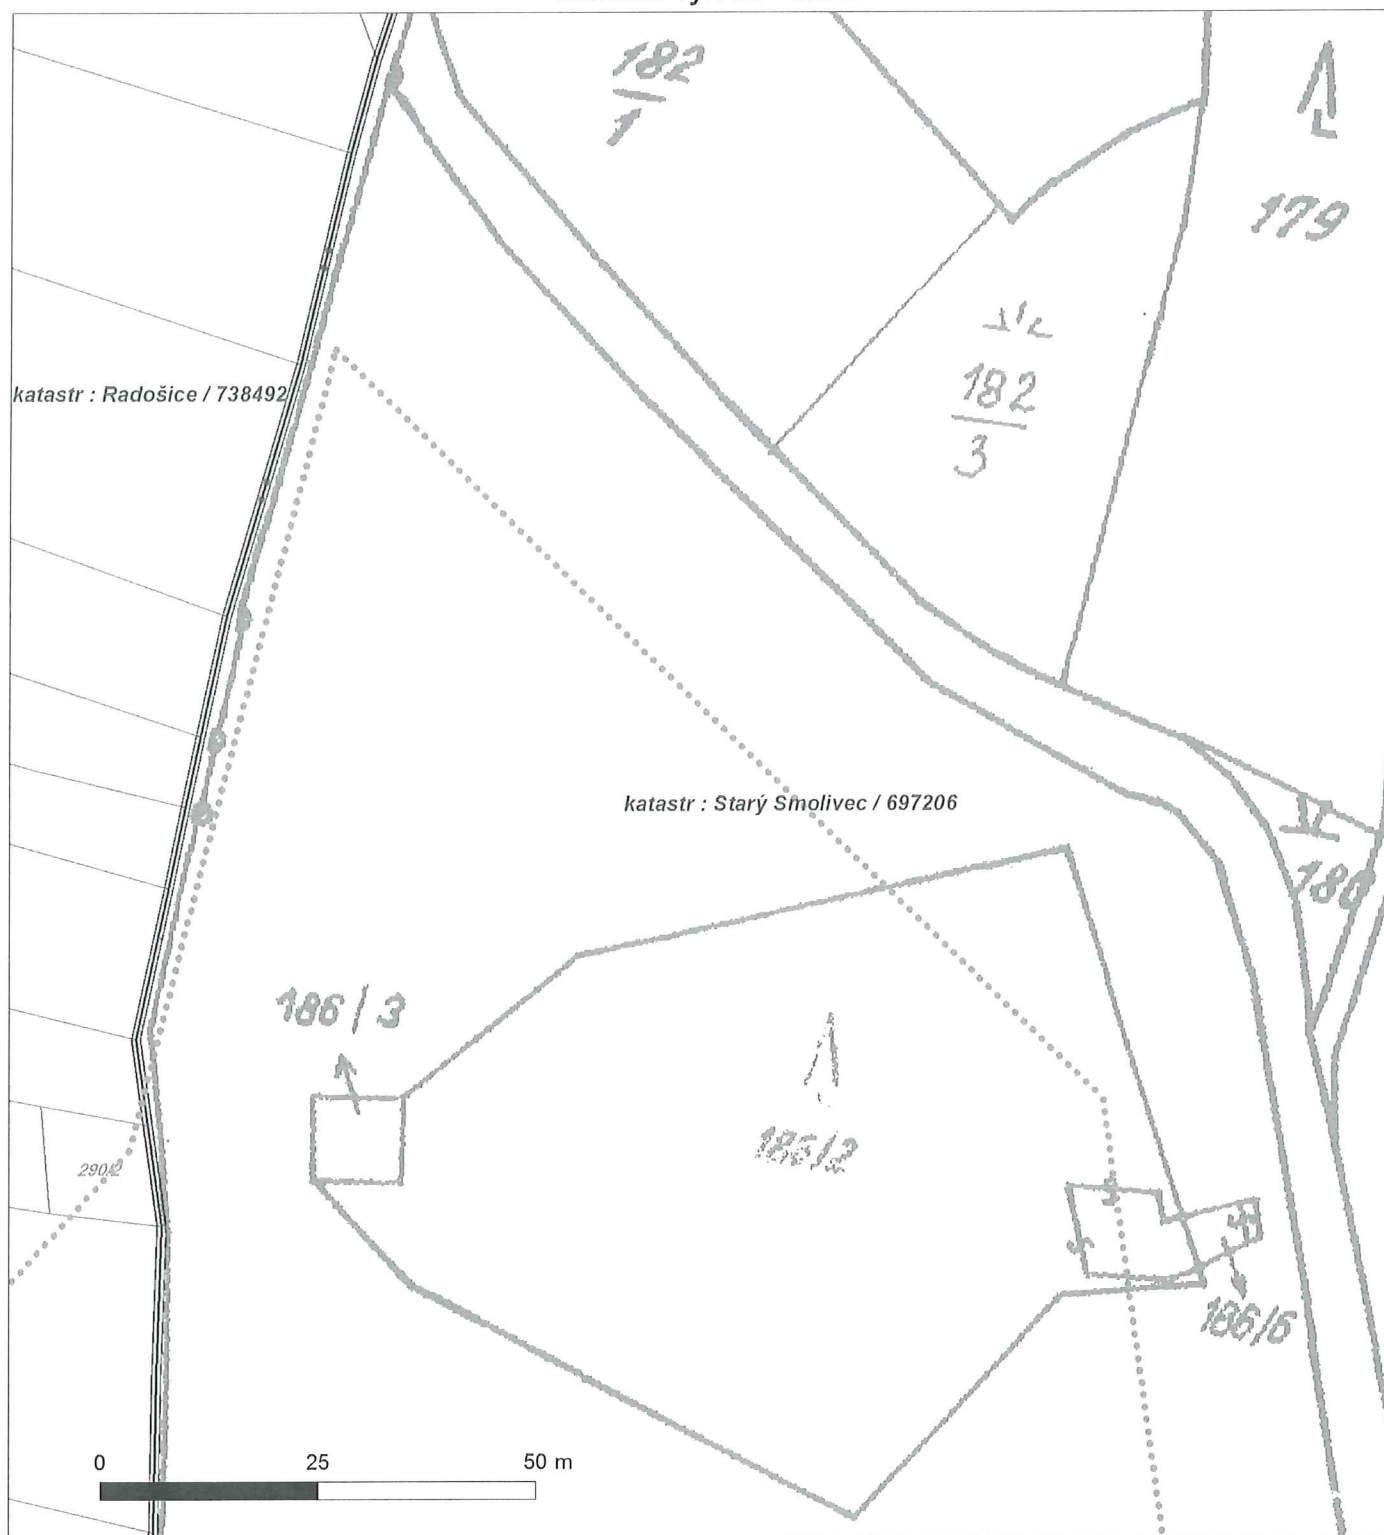 182
1
179
182
3
katastr : Radošice / 738492
katastr : Starý Smolivec / 697206
186 / 3
186/2
290/2
186/6
0 25 50 m